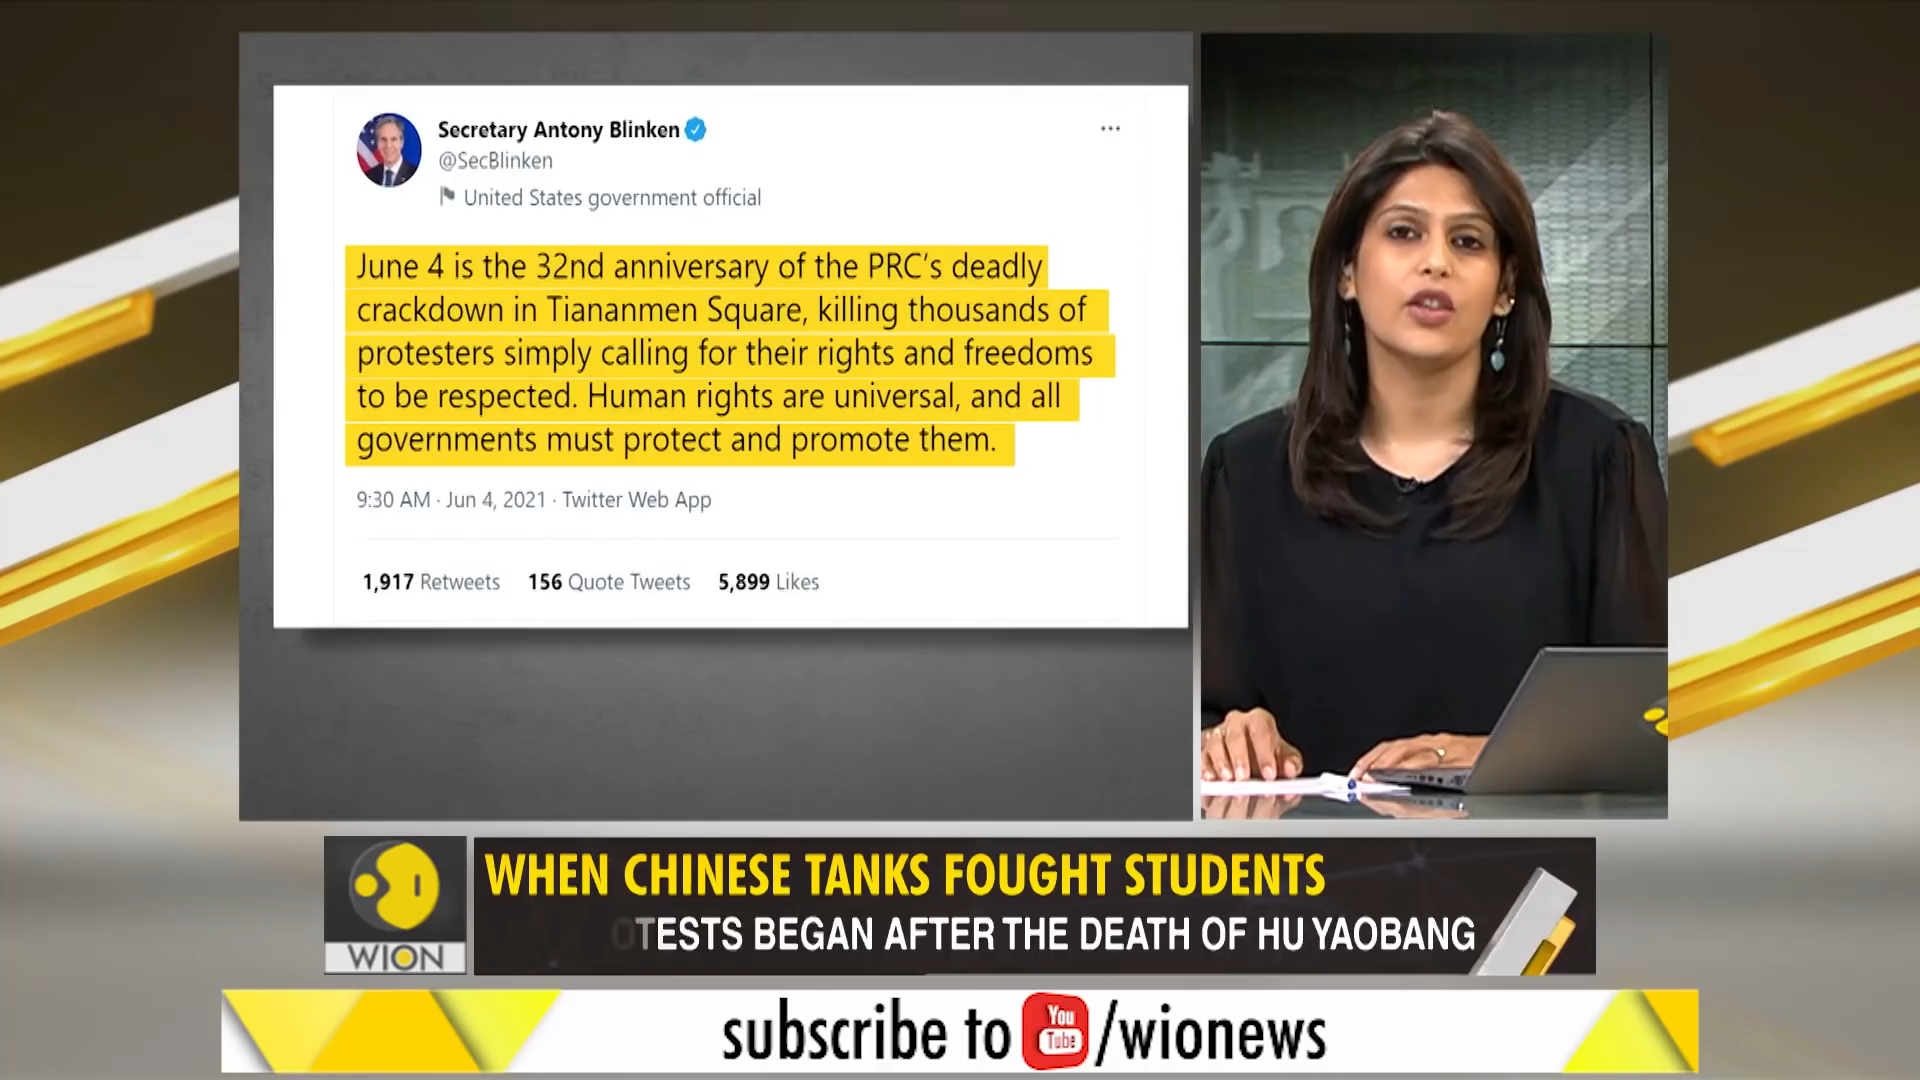 Secretary Antony Blinken
@SecBlinken
United States government official
June 4 is the 32nd anniversary of the PRC's deadly
crackdown in Tiananmen Square, killing thousands of
protesters simply calling for their rights and freedoms
to be respected. Human rights are universal, and all
governments must protect and promote them.
9:30 AM · Jun 4, 2021 · Twitter Web App
1,917 Retweets 156 Quote Tweets 5,899 Likes
WION
WHEN CHINESE TANKS FOUGHT STUDENTS
OTESTS BEGAN AFTER THE DEATH OF HU YAOBANG
subscribe to You Tube /wionews